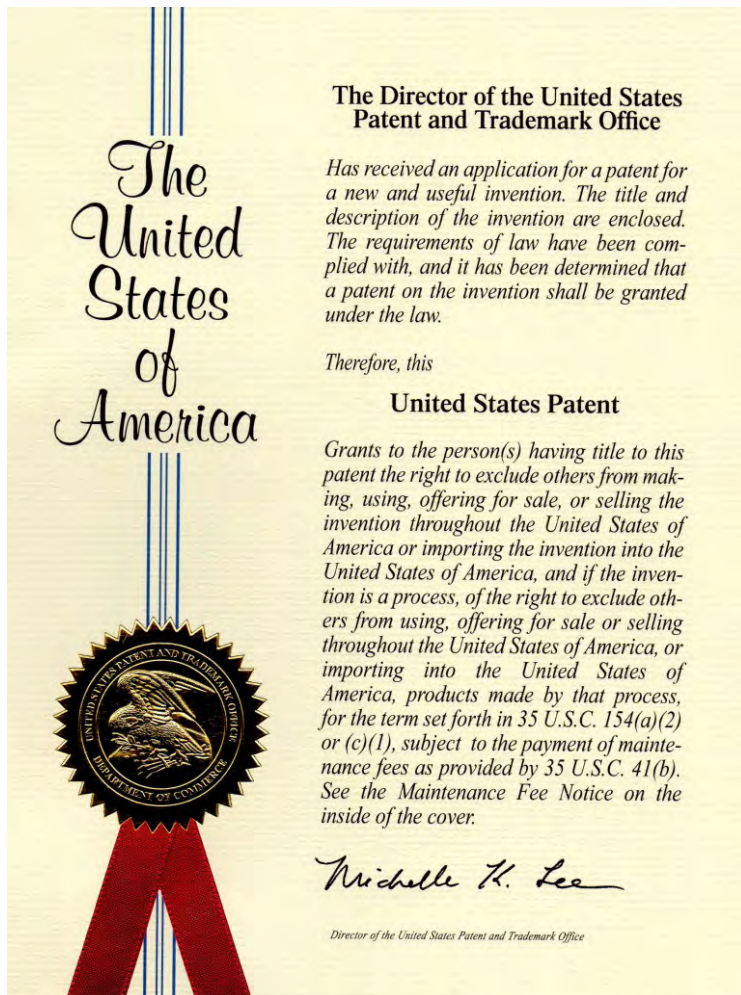 The
United
States
of
America
UNITED STATES PATENT AND TRADEMARK OFFICE
DEPARTMENT OF COMMERCE
The Director of the United States
Patent and Trademark Office
Has received an application for a patent for
a new and useful invention. The title and
description of the invention are enclosed.
The requirements of law have been com-
plied with, and it has been determined that
a patent on the invention shall be granted
under the law.
Therefore, this
United States Patent
Grants to the person(s) having title to this
patent the right to exclude others from mak-
ing, using, offering for sale, or selling the
invention throughout the United States of
America or importing the invention into the
United States of America, and if the inven-
tion is a process, of the right to exclude oth-
ers from using, offering for sale or selling
throughout the United States of America, or
importing into the United States of
America, products made by that process,
for the term set forth in 35 U.S.C. 154(a)(2)
or (c)(1), subject to the payment of mainte-
nance fees as provided by 35 U.S.C. 41(b).
See the Maintenance Fee Notice on the
inside of the cover.
Michelle K. Lee
Director of the United States Patent and Trademark Office